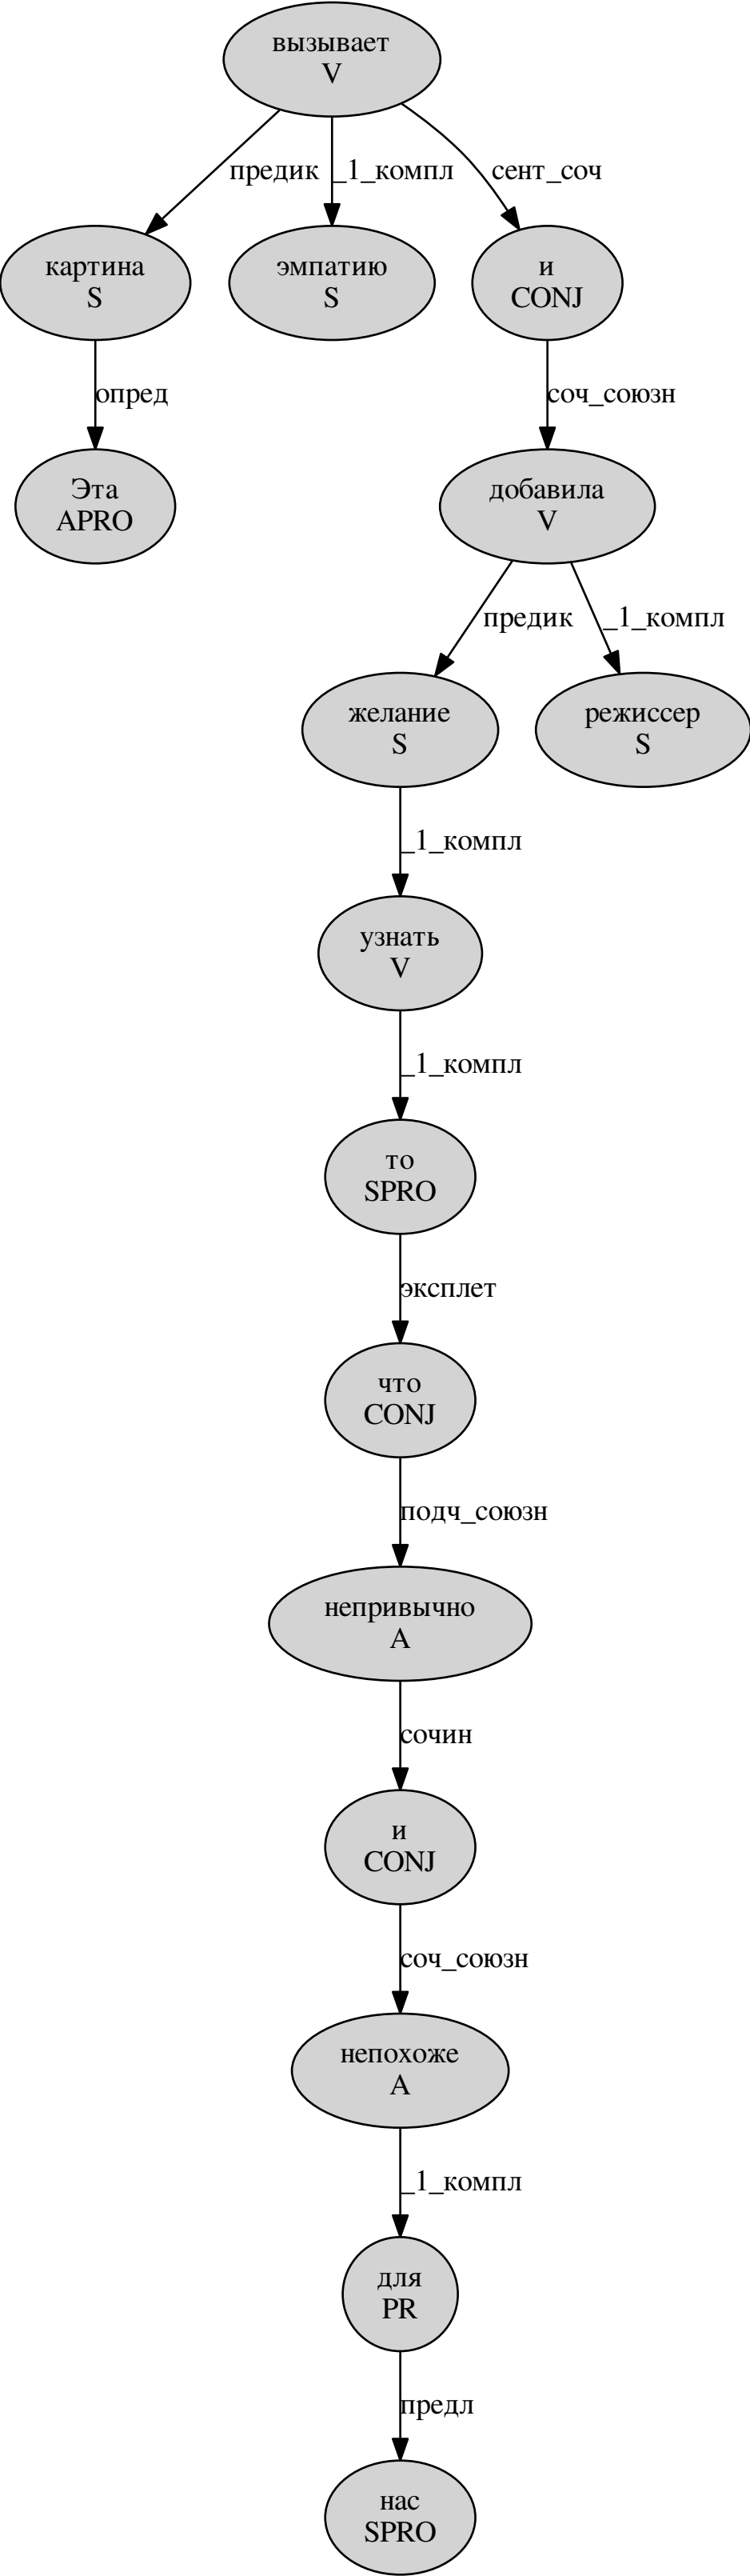 вызывает
V
предик
_1_компл
сент_соч
картина
S
эмпатию
S
и
CONJ
опред
соч_союзн
Эта
APRO
добавила
V
предик
_1_компл
желание
S
режиссер
S
_1_компл
узнать
V
_1_компл
то
SPRO
эксплет
что
CONJ
подч_союзн
непривычно
A
сочин
и
CONJ
соч_союзн
непохоже
A
_1_компл
для
PR
предл
нас
SPRO